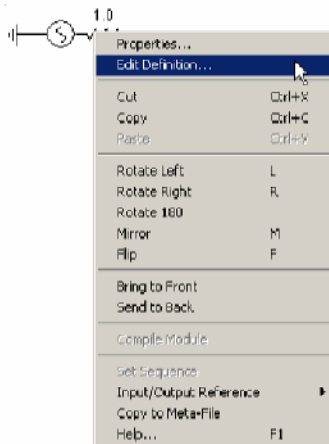 1.0
S
Properties...
Edit Definition...
Cut Ctrl+X
Copy Ctrl+C
Paste Ctrl+V
Rotate Left L
Rotate Right R
Rotate 180
Mirror M
Flip F
Bring to Front
Send to Back
Compile Module
Set Sequence
Input/Output Reference
Copy to Meta-File
Help... F1